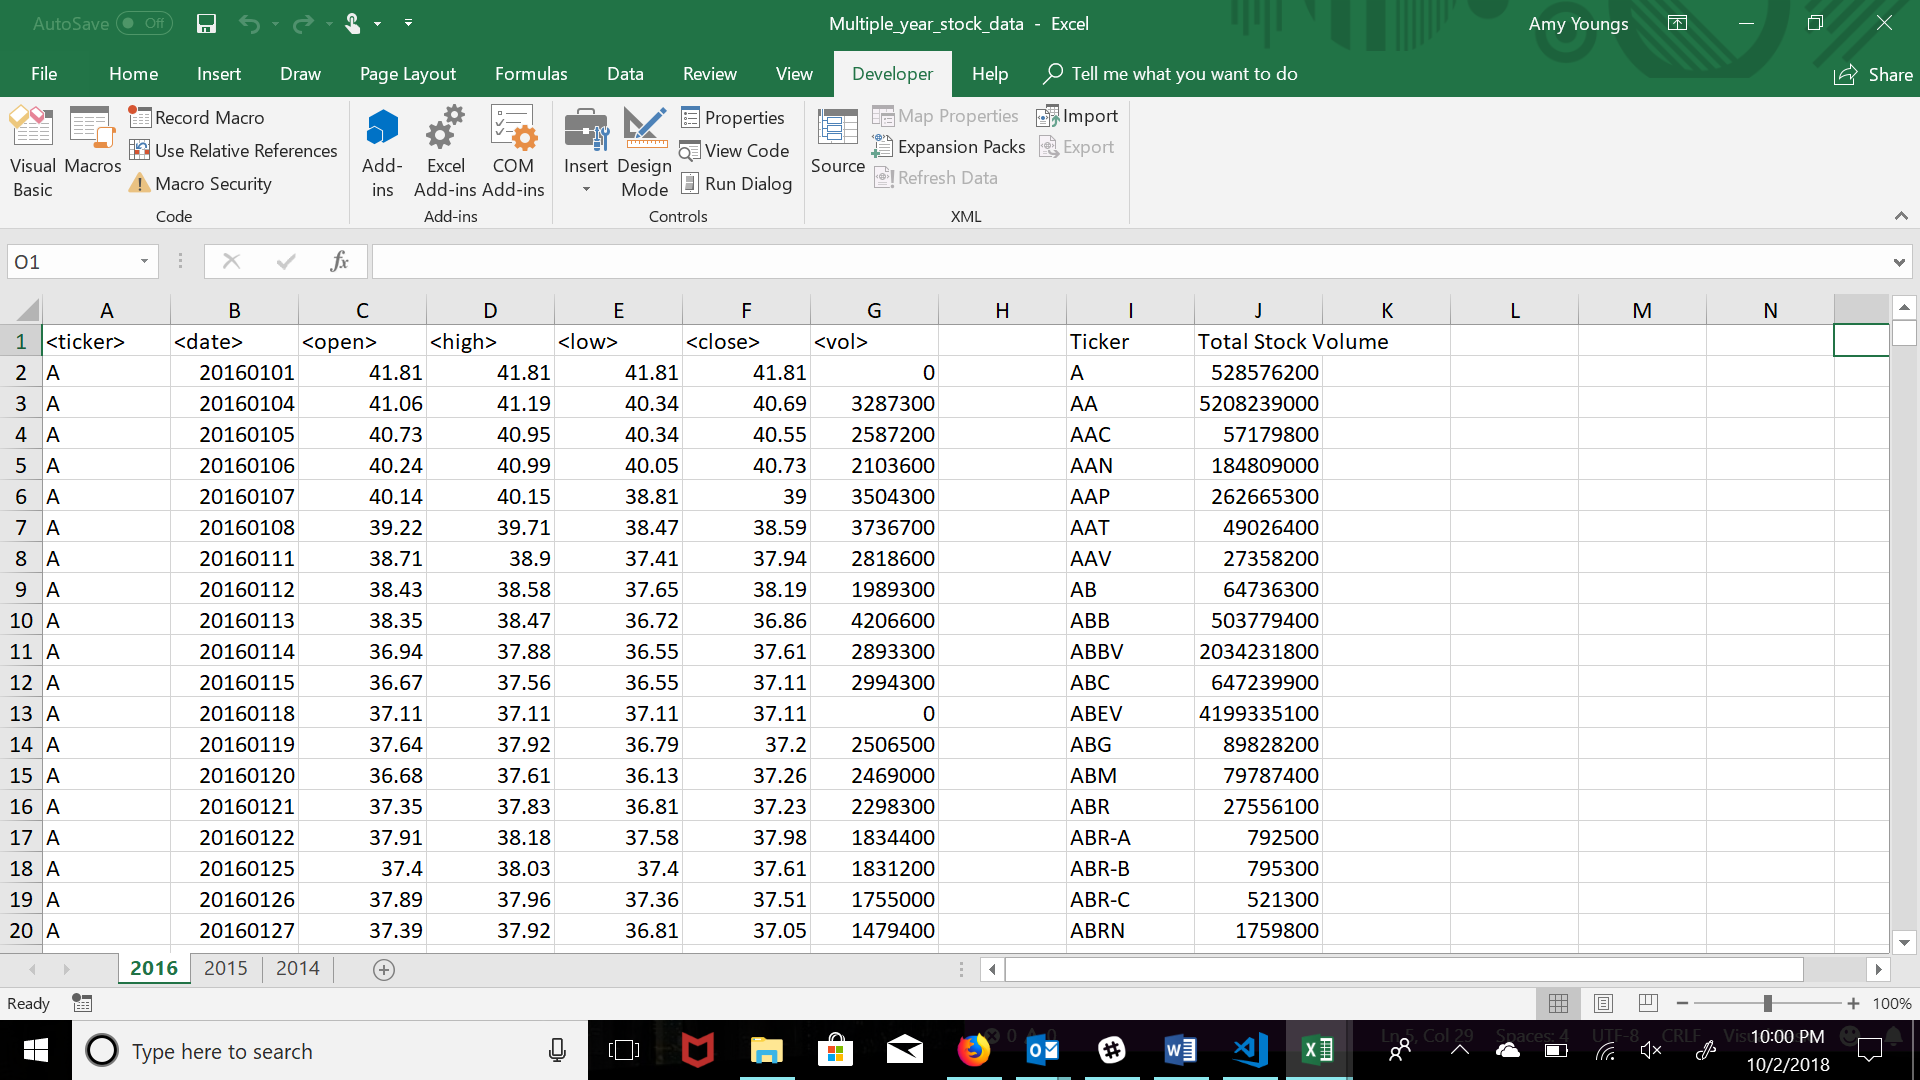 AutoSave Off
Multiple_year_stock_data - Excel
Amy Youngs
File Home Insert Draw Page Layout Formulas Data Review View Developer Help Tell me what you want to do Share
Visual Basic
Macros
Record Macro
Use Relative References
Macro Security
Code
Add-ins
Excel Add-ins
COM Add-ins
Add-ins
Insert
Design Mode
Properties
View Code
Run Dialog
Controls
Source
Map Properties
Expansion Packs
Refresh Data
Import
Export
XML
O1 fx
A B C D E F G H I J K L M N
1 <ticker> <date> <open> <high> <low> <close> <vol> Ticker Total Stock Volume
2 A 20160101 41.81 41.81 41.81 41.81 0 A 528576200
3 A 20160104 41.06 41.19 40.34 40.69 3287300 AA 5208239000
4 A 20160105 40.73 40.95 40.34 40.55 2587200 AAC 57179800
5 A 20160106 40.24 40.99 40.05 40.73 2103600 AAN 184809000
6 A 20160107 40.14 40.15 38.81 39 3504300 AAP 262665300
7 A 20160108 39.22 39.71 38.47 38.59 3736700 AAT 49026400
8 A 20160111 38.71 38.9 37.41 37.94 2818600 AAV 27358200
9 A 20160112 38.43 38.58 37.65 38.19 1989300 AB 64736300
10 A 20160113 38.35 38.47 36.72 36.86 4206600 ABB 503779400
11 A 20160114 36.94 37.88 36.55 37.61 2893300 ABBV 2034231800
12 A 20160115 36.67 37.56 36.55 37.11 2994300 ABC 647239900
13 A 20160118 37.11 37.11 37.11 37.11 0 ABEV 4199335100
14 A 20160119 37.64 37.92 36.79 37.2 2506500 ABG 89828200
15 A 20160120 36.68 37.61 36.13 37.26 2469000 ABM 79787400
16 A 20160121 37.35 37.83 36.81 37.23 2298300 ABR 27556100
17 A 20160122 37.91 38.18 37.58 37.98 1834400 ABR-A 792500
18 A 20160125 37.4 38.03 37.4 37.61 1831200 ABR-B 795300
19 A 20160126 37.89 37.96 37.36 37.51 1755000 ABR-C 521300
20 A 20160127 37.39 37.92 36.81 37.05 1479400 ABRN 1759800
2016 2015 2014
Ready 100%
Type here to search
Ln 5, Col 29 Spaces: 4 UTF-8 CRLF
10:00 PM
10/2/2018